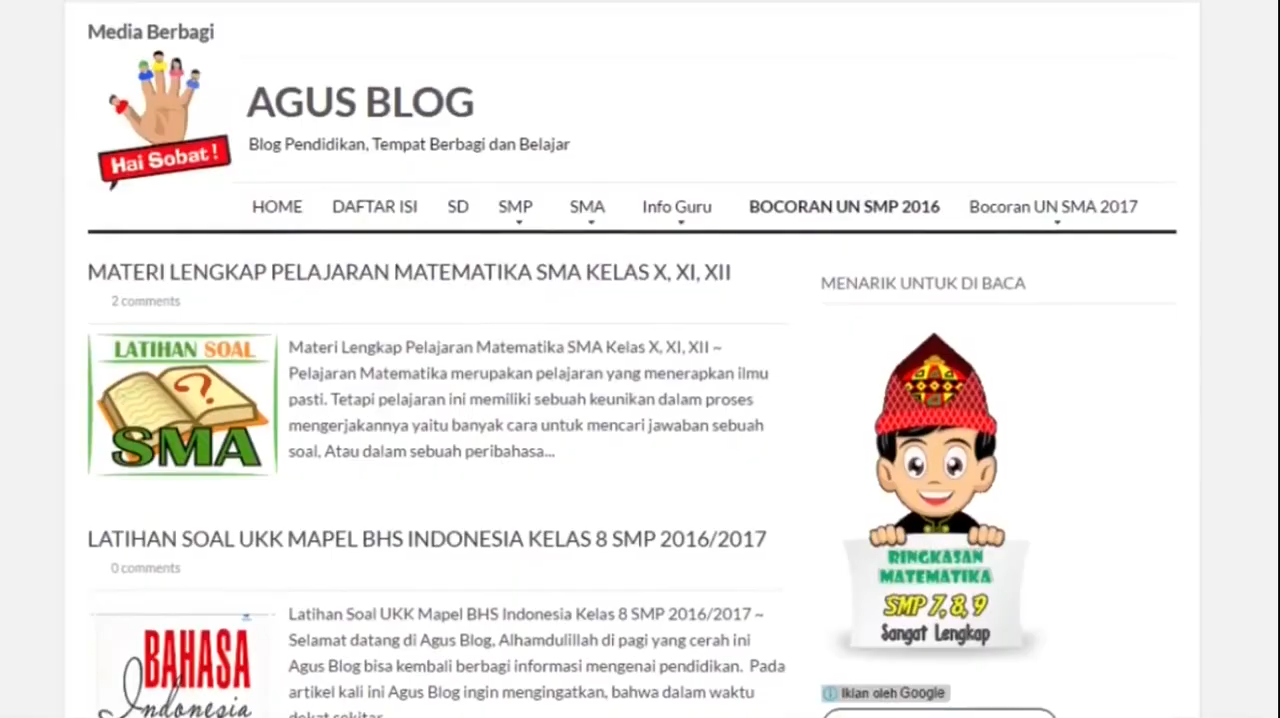 Media Berbagi
Hai Sobat !
AGUS BLOG
Blog Pendidikan, Tempat Berbagi dan Belajar
HOME DAFTAR ISI SD SMP SMA Info Guru BOCORAN UN SMP 2016 Bocoran UN SMA 2017
MATERI LENGKAP PELAJARAN MATEMATIKA SMA KELAS X, XI, XII
2 comments
LATIHAN SOAL
?
SMA
Materi Lengkap Pelajaran Matematika SMA Kelas X, XI, XII ~
Pelajaran Matematika merupakan pelajaran yang menerapkan ilmu
pasti. Tetapi pelajaran ini memiliki sebuah keunikan dalam proses
mengerjakannya yaitu banyak cara untuk mencari jawaban sebuah
soal, Atau dalam sebuah peribahasa...
LATIHAN SOAL UKK MAPEL BHS INDONESIA KELAS 8 SMP 2016/2017
0 comments
BAHASA
Indonesia
Latihan Soal UKK Mapel BHS Indonesia Kelas 8 SMP 2016/2017 ~
Selamat datang di Agus Blog, Alhamdulillah di pagi yang cerah ini
Agus Blog bisa kembali berbagi informasi mengenai pendidikan. Pada
artikel kali ini Agus Blog ingin mengingatkan, bahwa dalam waktu
dekat sekitar
MENARIK UNTUK DI BACA
RINGKASAN
MATEMATIKA
SMP 7, 8, 9
Sangat Lengkap
Iklan oleh Google